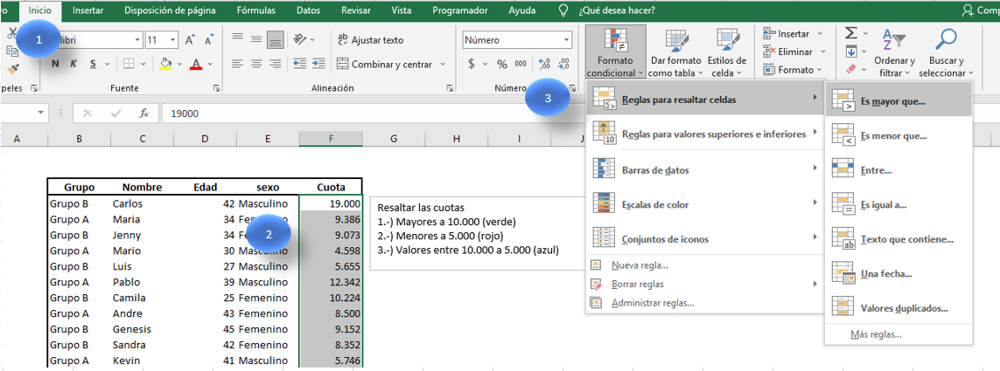 vo Inicio Insertar Disposición de página Fórmulas Datos Revisar Vista Programador Ayuda ¿Qué desea hacer? Comp
1
libri 11 A A
ab Ajustar texto
Número
Insertar
N K S A
Combinar y centrar
$ % 000
Formato condicional
Dar formato como tabla
Estilos de celda
Eliminar
Formato
Ordenar y filtrar
Buscar y seleccionar
peles Fuente Alineación Número
3
fx 19000
A B C D E F G H I J
Grupo Nombre Edad sexo Cuota
Grupo B Carlos 42 Masculino 19.000
Grupo A Maria 34 Fe 9.386
Grupo B Jenny 34 Fe 9.073
2
Grupo A Mario 30 Masculino 4.598
Grupo B Luis 27 Masculino 5.655
Grupo A Pablo 39 Masculino 12.342
Grupo B Camila 25 Femenino 10.224
Grupo A Andre 43 Femenino 8.500
Grupo B Genesis 45 Femenino 9.152
Grupo B Sandra 42 Femenino 8.352
Grupo A Kevin 41 Masculino 5.746
Resaltar las cuotas
1.-) Mayores a 10.000 (verde)
2.-) Menores a 5.000 (rojo)
3.-) Valores entre 10.000 a 5.000 (azul)
Reglas para resaltar celdas
Reglas para valores superiores e inferiores
Barras de datos
Escalas de color
Conjuntos de iconos
Nueva regla...
Borrar reglas
Administrar reglas...
Es mayor que...
Es menor que...
Entre...
Es igual a...
Texto que contiene...
Una fecha...
Valores duplicados...
Más reglas...